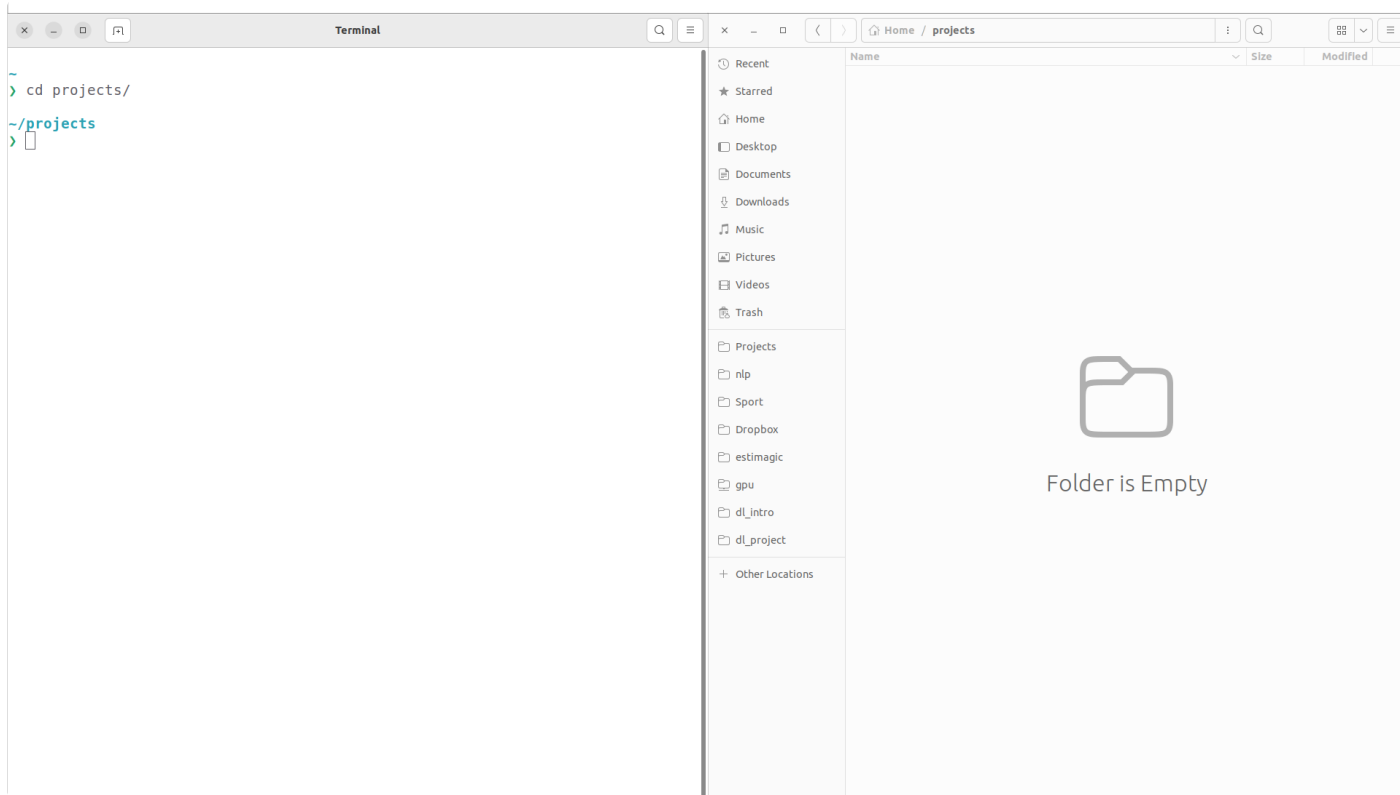 Terminal
~
❯ cd projects/
~/projects
❯
Home / projects
Recent
Starred
Home
Desktop
Documents
Downloads
Music
Pictures
Videos
Trash
Projects
nlp
Sport
Dropbox
estimagic
gpu
dl_intro
dl_project
+ Other Locations
Name Size Modified
Folder is Empty